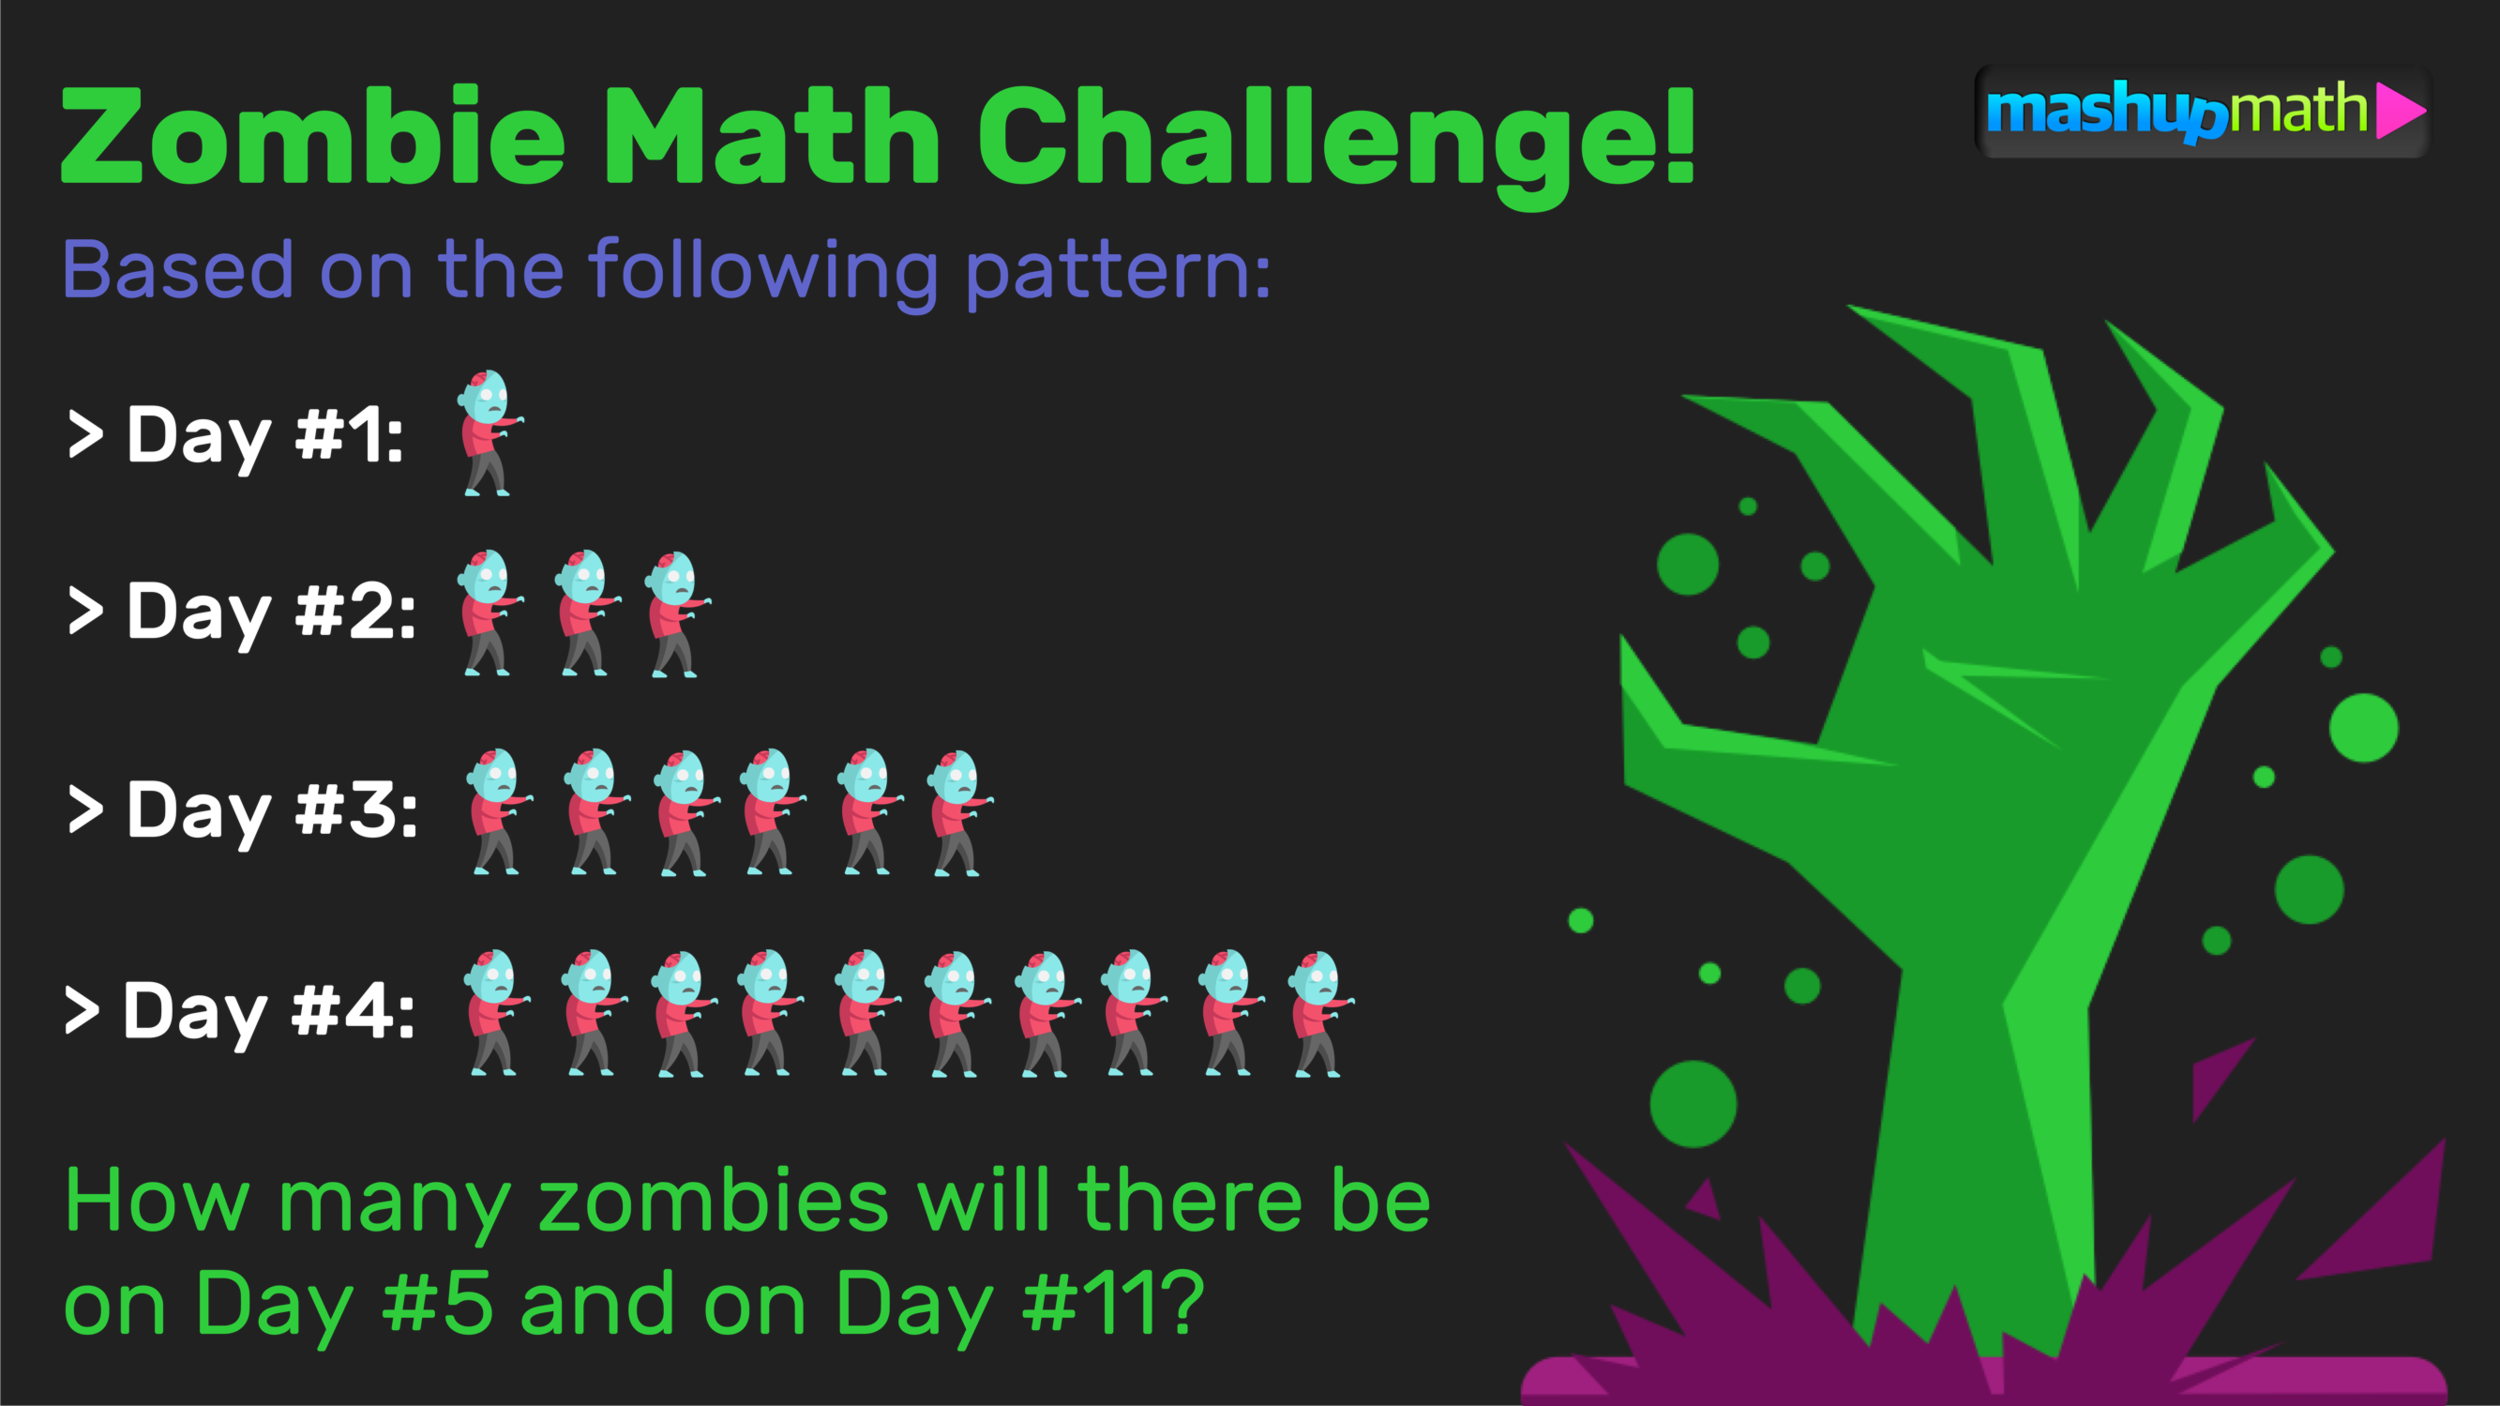 Zombie Math Challenge!
mashupmath
Based on the following pattern:
> Day #1:
> Day #2:
> Day #3:
> Day #4:
How many zombies will there be
on Day #5 and on Day #11?